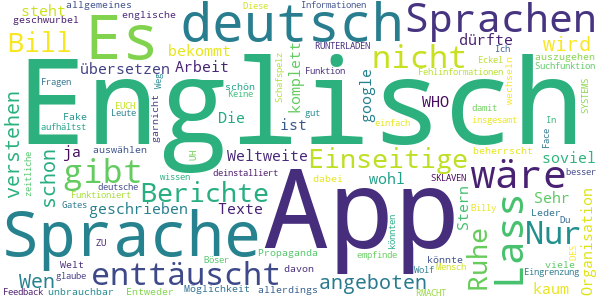 allgemeines Es deutsch Sprachen
geschwurbel steht englische Diese Informationen
Bill bekommt RUNTERLADEN nicht dürfte
übersetzen Arbeit Ich auszugehen
Funktion komplett Eckel wird Suchfunktion
verstehen Fragen Fake EUCH Leute Weg garnicht schön Keine Schafspelz google Fehlinformationen wechseln SYSTEMS
Englisch
aufhältst Die WHO einfach damit insgesamt In
schon auswählen ist gut Face
zeitliche ja Weltweite Einseitige beherrscht besser
gibt deinstalliert wäre soviel
deutsche UH wissen dabei SKLAVEN wohl
Funktioniert Berichte App Stern Billy Sehr Organisation
Sprache Gates geschrieben Texte Ruhe Lass Nur
Welt ZU Böser Propaganda empfinde könnten Leder Du
Wen enttäuscht davon könnte Mensch DES viele
glaube angeboten Wolf Eingrenzung
Feedback unbrauchbar Entweder Möglichkeit allerdings RMACHT kaum